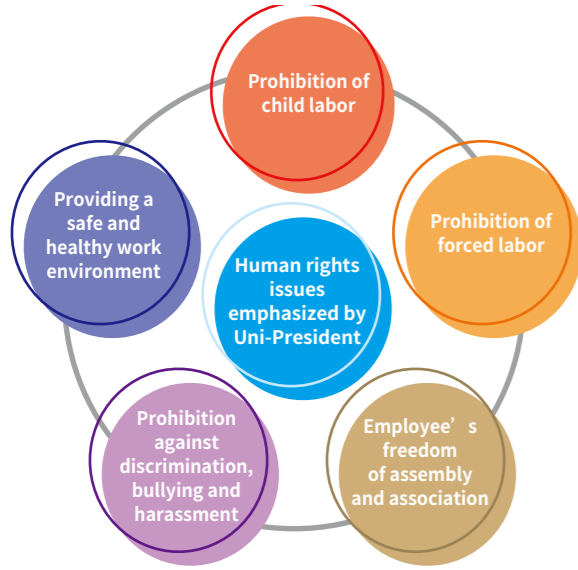 Prohibition of
child labor
Providing a
safe and
healthy work
environment
Prohibition of
forced labor
Human rights
issues
emphasized by
Uni-President
Prohibition
against
discrimination,
bullying and
harassment
Employee’s
freedom
of assembly
and association